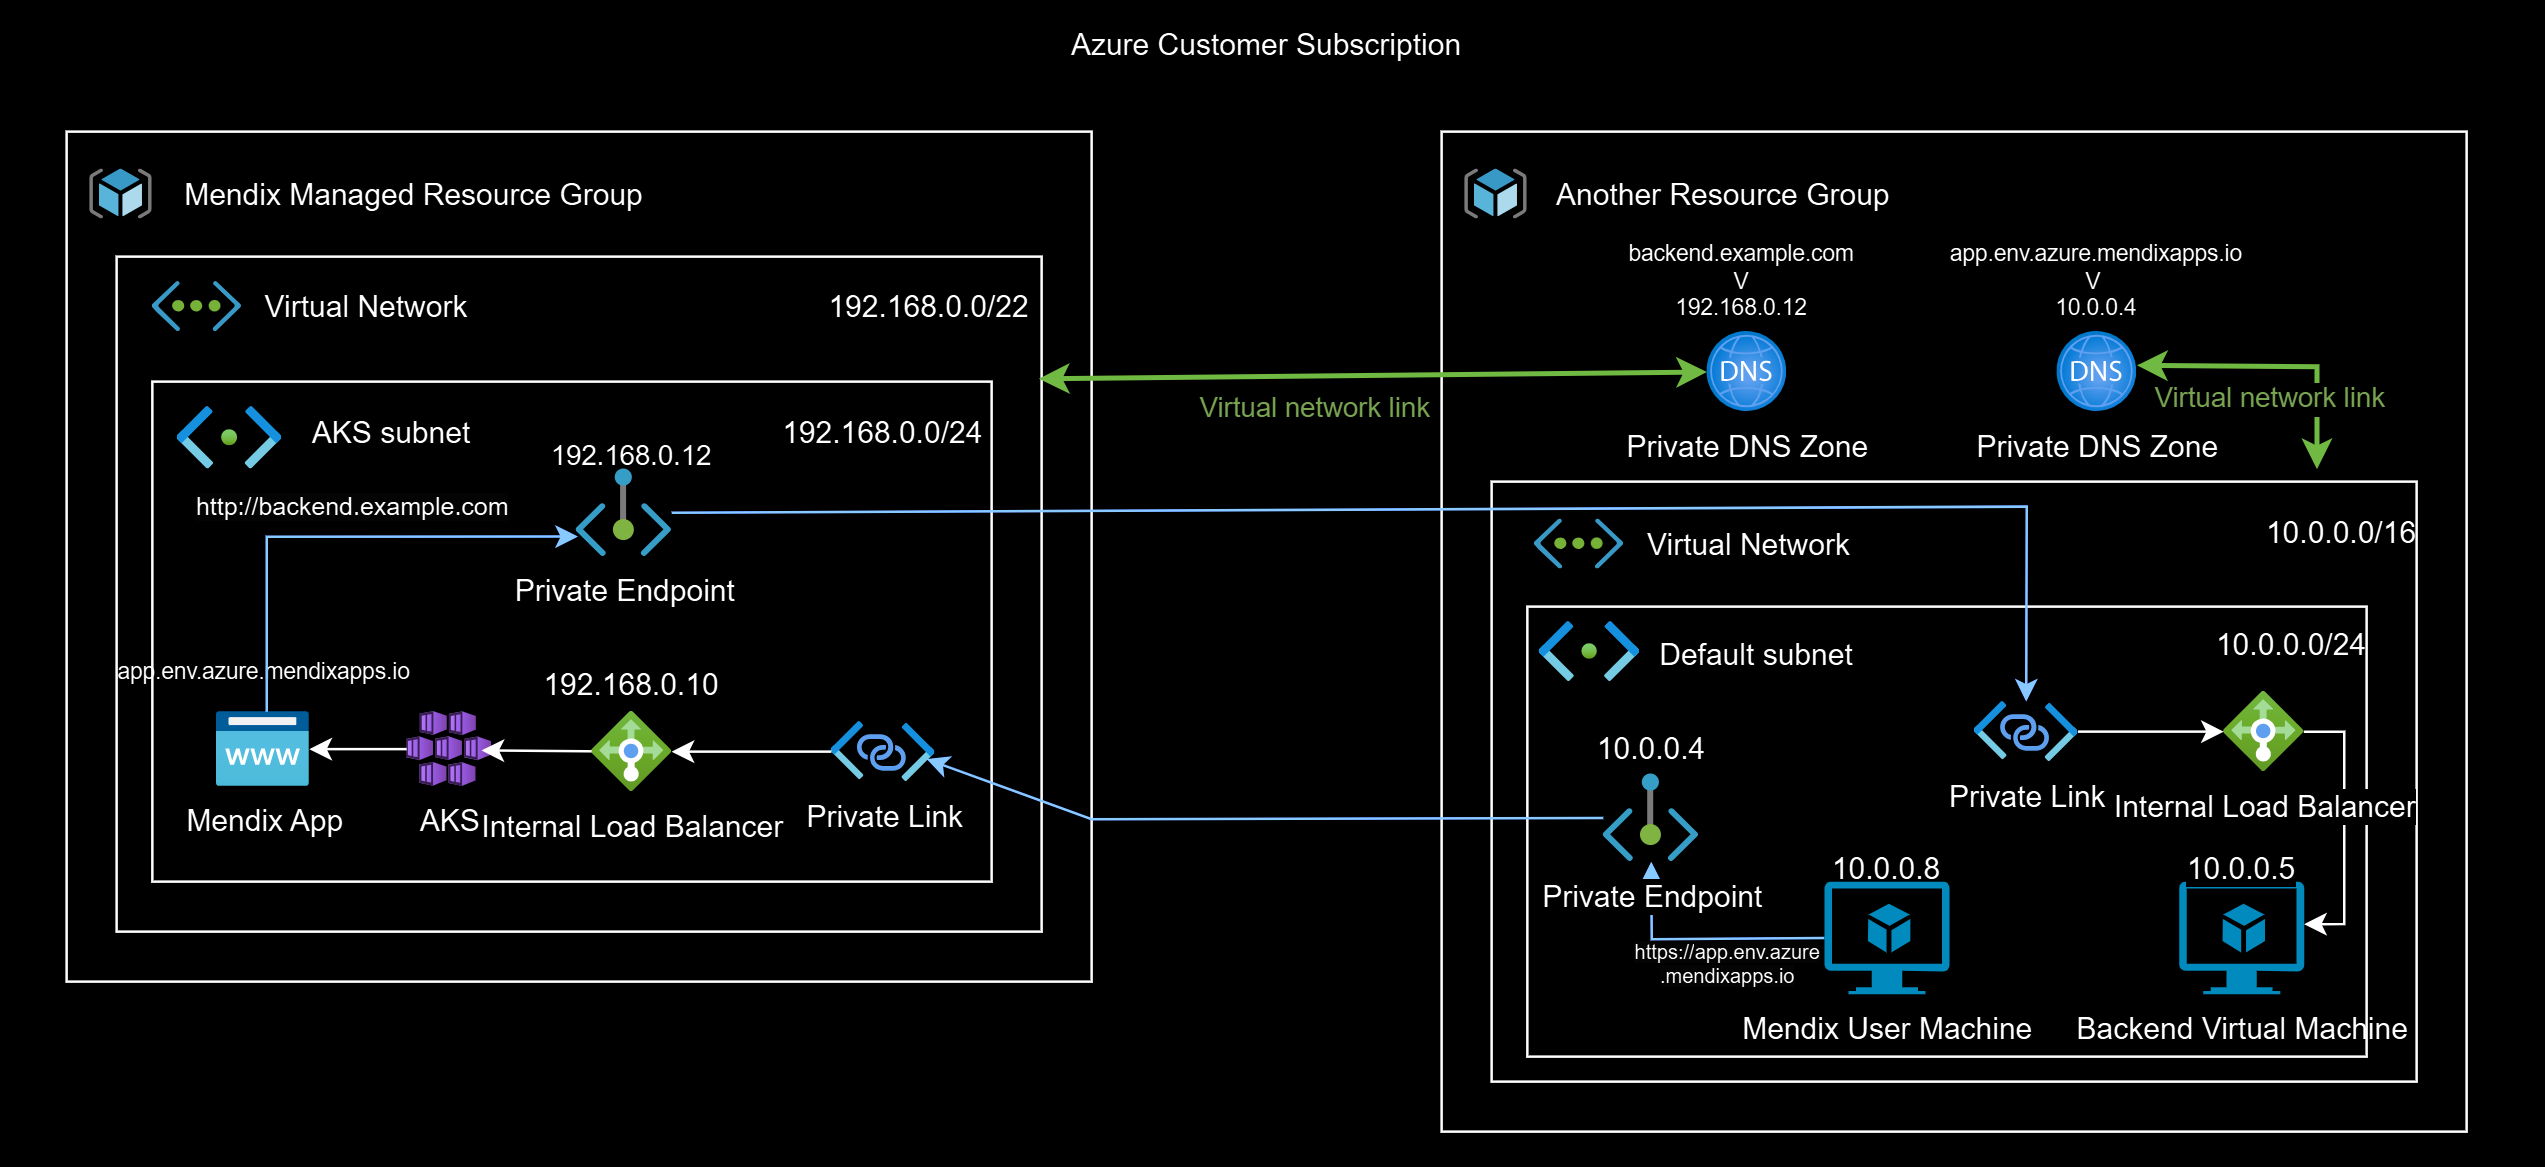 Azure Customer Subscription
Mendix Managed Resource Group
Virtual Network
192.168.0.0/22
AKS subnet
192.168.0.0/24
192.168.0.12
http://backend.example.com
Private Endpoint
app.env.azure.mendixapps.io
192.168.0.10
www
Mendix App
AKS
Internal Load Balancer
Private Link
Virtual network link
Another Resource Group
backend.example.com
V
192.168.0.12
DNS
Private DNS Zone
app.env.azure.mendixapps.io
V
10.0.0.4
DNS
Virtual network link
Private DNS Zone
Virtual Network
10.0.0.0/16
Default subnet
10.0.0.0/24
10.0.0.4
Private Endpoint
Private Link
Internal Load Balancer
10.0.0.8
10.0.0.5
https://app.env.azure
.mendixapps.io
Mendix User Machine
Backend Virtual Machine